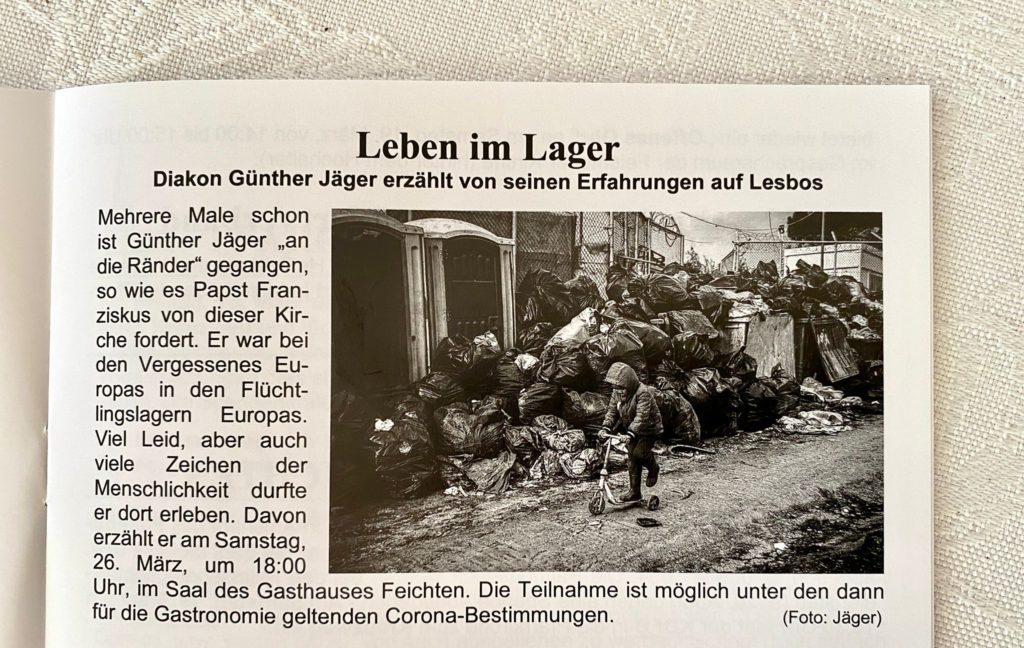 Leben im Lager
Diakon Günther Jäger erzählt von seinen Erfahrungen auf Lesbos
Mehrere Male schon
ist Günther Jäger „an
die Ränder“ gegangen,
so wie es Papst Fran-
ziskus von dieser Kir-
che fordert. Er war bei
den Vergessenes Eu-
ropas in den Flücht-
lingslagern Europas.
Viel Leid, aber auch
viele Zeichen der
Menschlichkeit durfte
er dort erleben. Davon
erzählt er am Samstag,
26. März, um 18:00
Uhr, im Saal des Gasthauses Feichten. Die Teilnahme ist möglich unter den dann
für die Gastronomie geltenden Corona-Bestimmungen.
(Foto: Jäger)